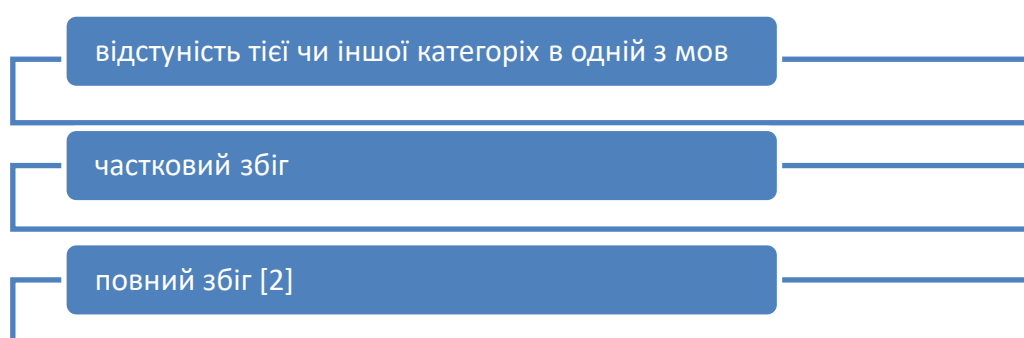 відстуність тієї чи іншої категоріх в одній з мов
частковий збіг
повний збіг [2]